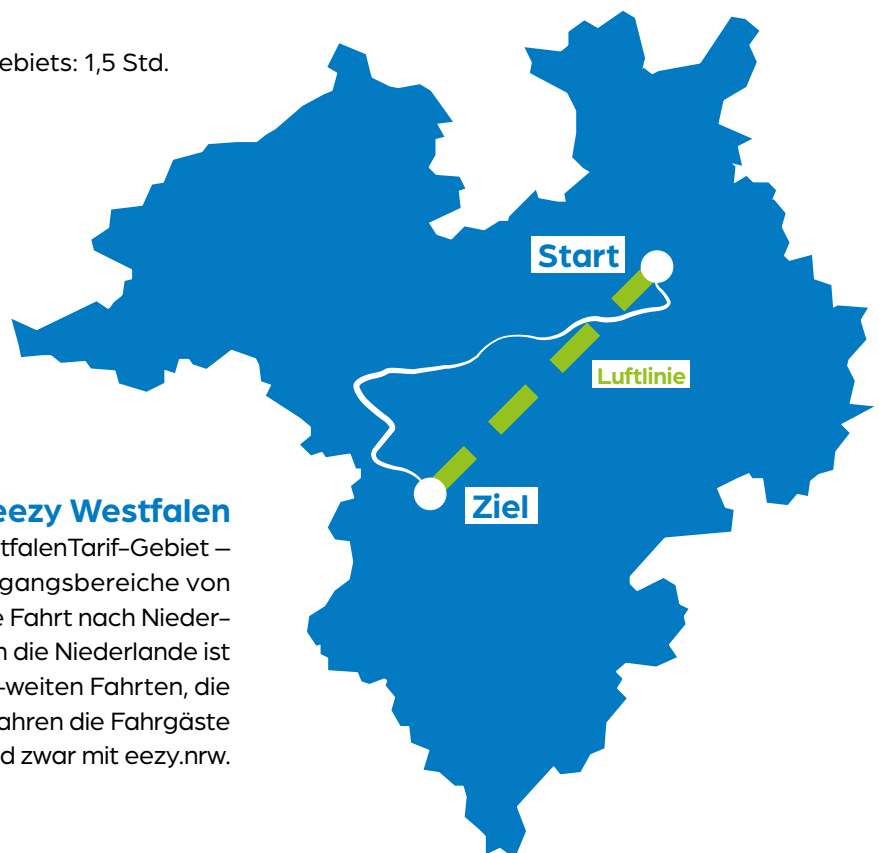 ebiets: 1,5 Std.
Start
Luftlinie
Ziel
eezy Westfalen
tfalenTarif-Gebiet –
gangsbereiche von
e Fahrt nach Nieder-
n die Niederlande ist
-weiten Fahrten, die
ahren die Fahrgäste
d zwar mit eezy.nrw.